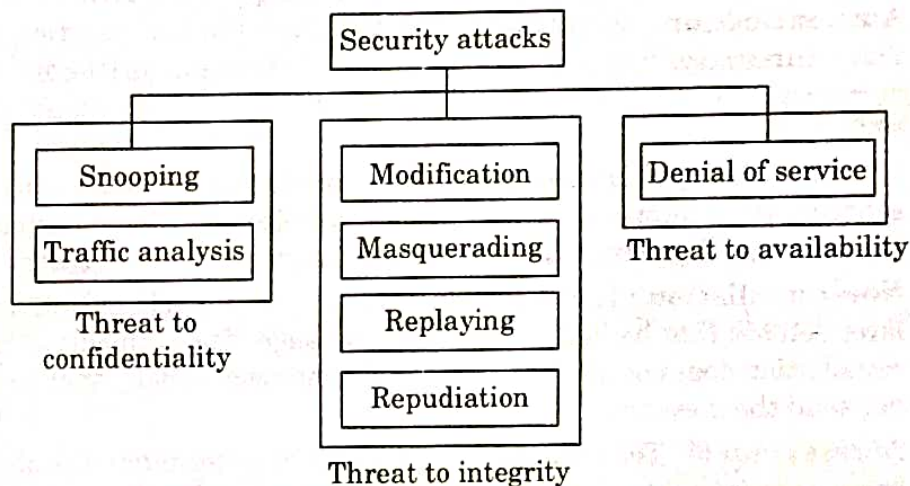 Security attacks
Snooping
Traffic analysis
Threat to
confidentiality
Modification
Masquerading
Replaying
Repudiation
Threat to integrity
Denial of service
Threat to availability